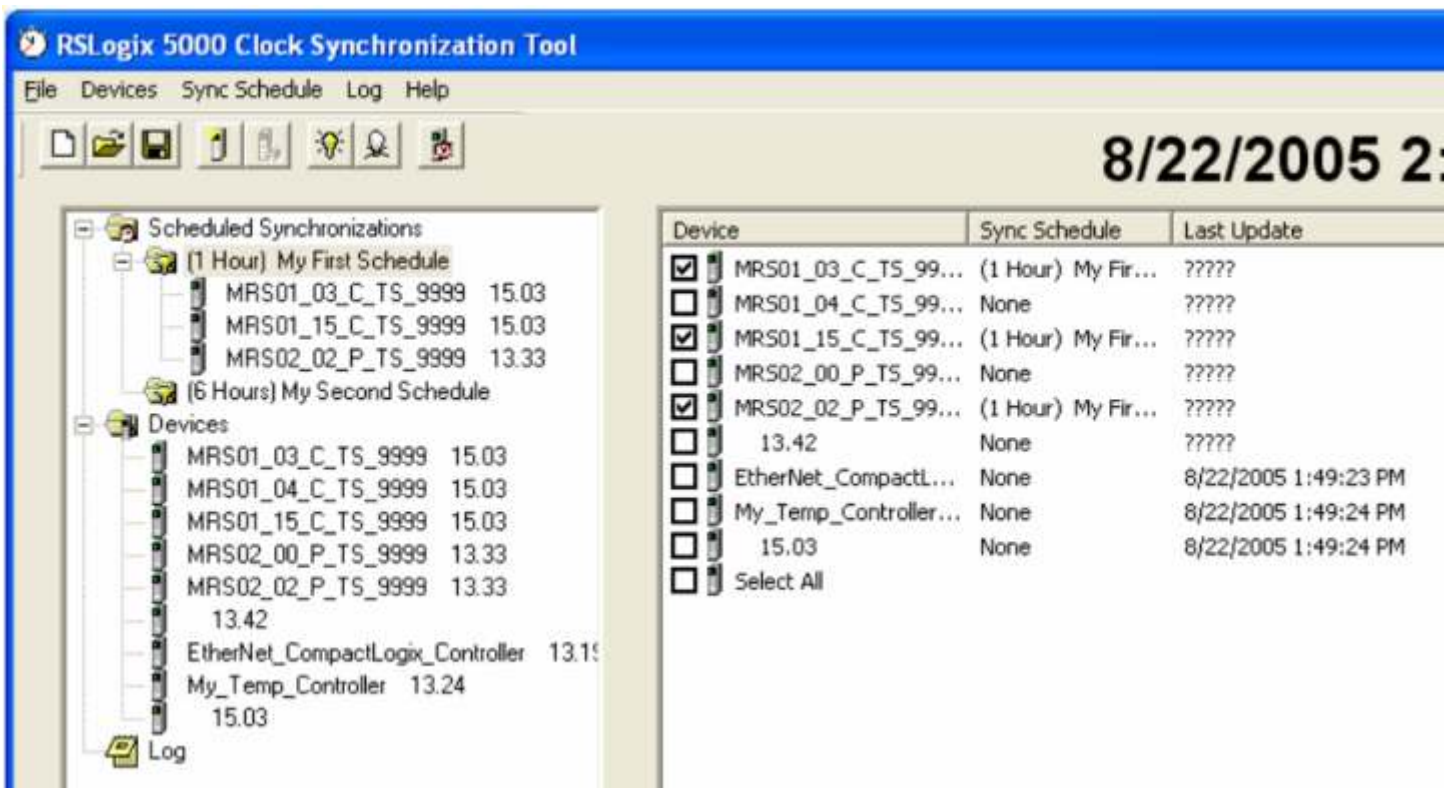 RSLogix 5000 Clock Synchronization Tool
File Devices Sync Schedule Log Help
8/22/2005 2:
Scheduled Synchronizations
(1 Hour) My First Schedule
MRS01_03_C_TS_9999 15.03
MRS01_15_C_TS_9999 15.03
MRS02_02_P_TS_9999 13.33
(6 Hours) My Second Schedule
Devices
MRS01_03_C_TS_9999 15.03
MRS01_04_C_TS_9999 15.03
MRS01_15_C_TS_9999 15.03
MRS02_00_P_TS_9999 13.33
MRS02_02_P_TS_9999 13.33
13.42
EtherNet_CompactLogix_Controller
My_Temp_Controller 13.24
15.03
Log
Device Sync Schedule Last Update
MRS01_03_C_TS_99... (1 Hour) My Fir... ?????
MRS01_04_C_TS_99... None ?????
MRS01_15_C_TS_99... (1 Hour) My Fir... ?????
MRS02_00_P_TS_99... None ?????
MRS02_02_P_TS_99... (1 Hour) My Fir... ?????
13.42 None ?????
EtherNet_CompactL... None 8/22/2005 1:49:23 PM
My_Temp_Controller... None 8/22/2005 1:49:24 PM
15.03 None 8/22/2005 1:49:24 PM
Select All